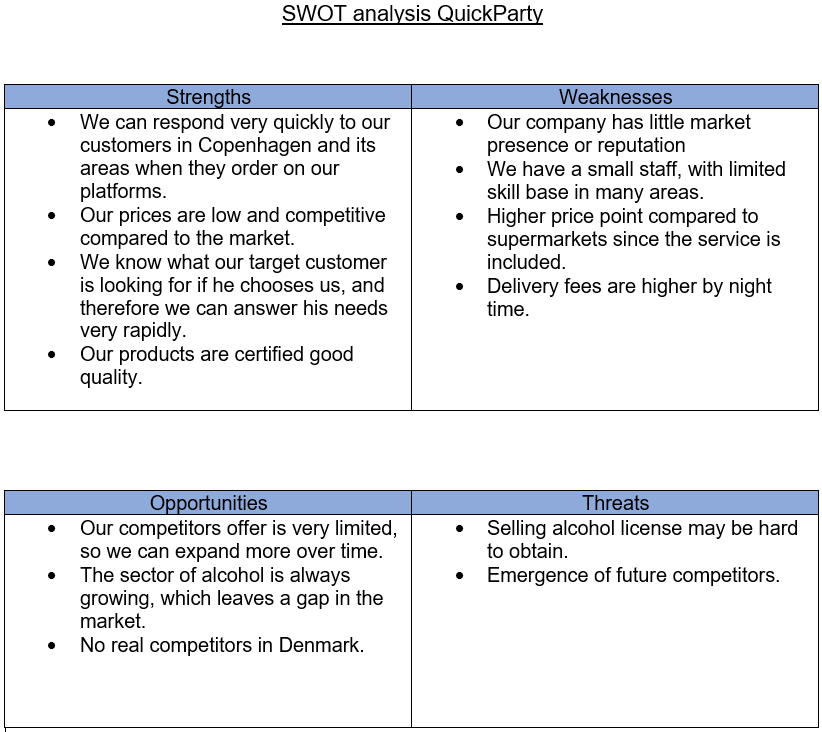 SWOT analysis QuickParty
Strengths
• We can respond very quickly to our
customers in Copenhagen and its
areas when they order on our
platforms.
• Our prices are low and competitive
compared to the market.
• We know what our target customer
is looking for if he chooses us, and
therefore we can answer his needs
very rapidly.
• Our products are certified good
quality.
Weaknesses
• Our company has little market
presence or reputation
• We have a small staff, with limited
skill base in many areas.
• Higher price point compared to
supermarkets since the service is
included.
• Delivery fees are higher by night
time.
Opportunities
• Our competitors offer is very limited,
so we can expand more over time.
• The sector of alcohol is always
growing, which leaves a gap in the
market.
• No real competitors in Denmark.
Threats
• Selling alcohol license may be hard
to obtain.
• Emergence of future competitors.